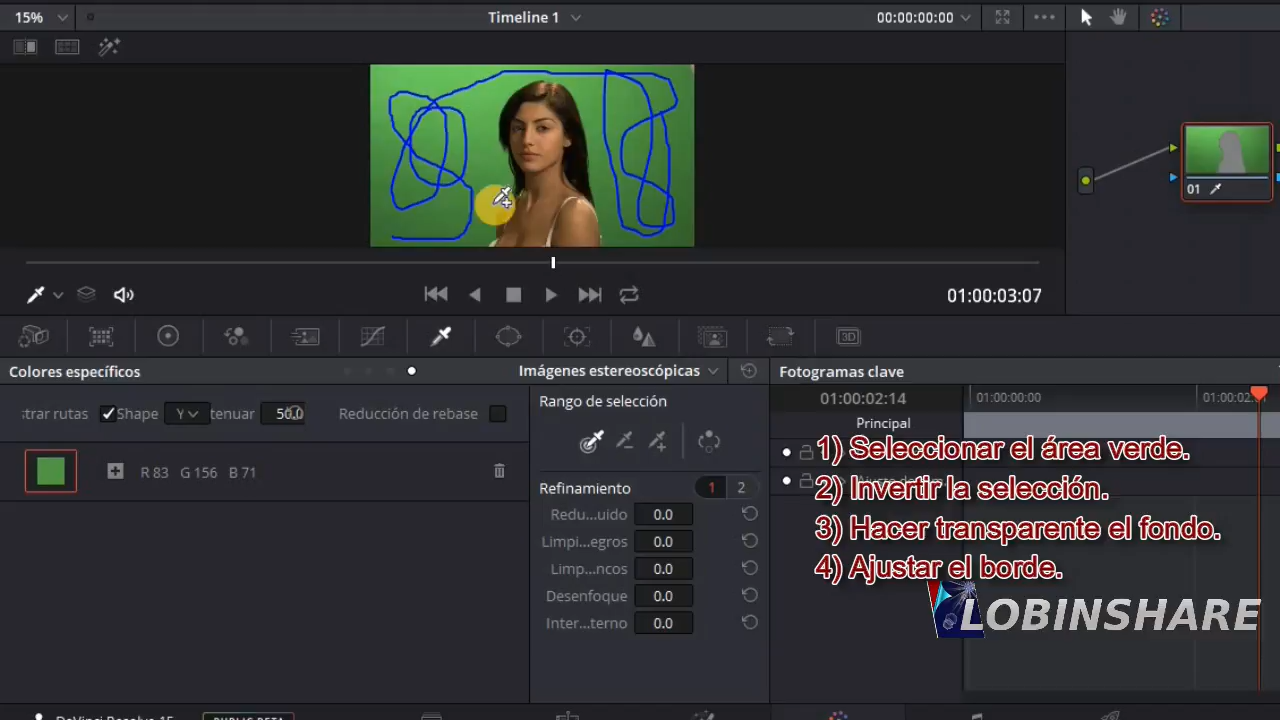 15%
Timeline 1
00:00:00:00
01
01:00:03:07
3D
Colores específicos
Imágenes estereoscópicas
Fotogramas clave
trar rutas
Shape
Y
tenuar
50.0
Reducción de rebase
Rango de selección
01:00:02:14
01:00:00:00
Principal
R 83 G 156 B 71
Refinamiento
1
2
Redu...uido 0.0
Limpi...egros 0.0
Limp...ncos 0.0
Desenfoque 0.0
Inter...terno 0.0
1) Seleccionar el área verde.
2) Invertir la selección.
3) Hacer transparente el fondo.
4) Ajustar el borde.
LOBINSHARE
DaVinci Resolve 15
PUBLIC BETA